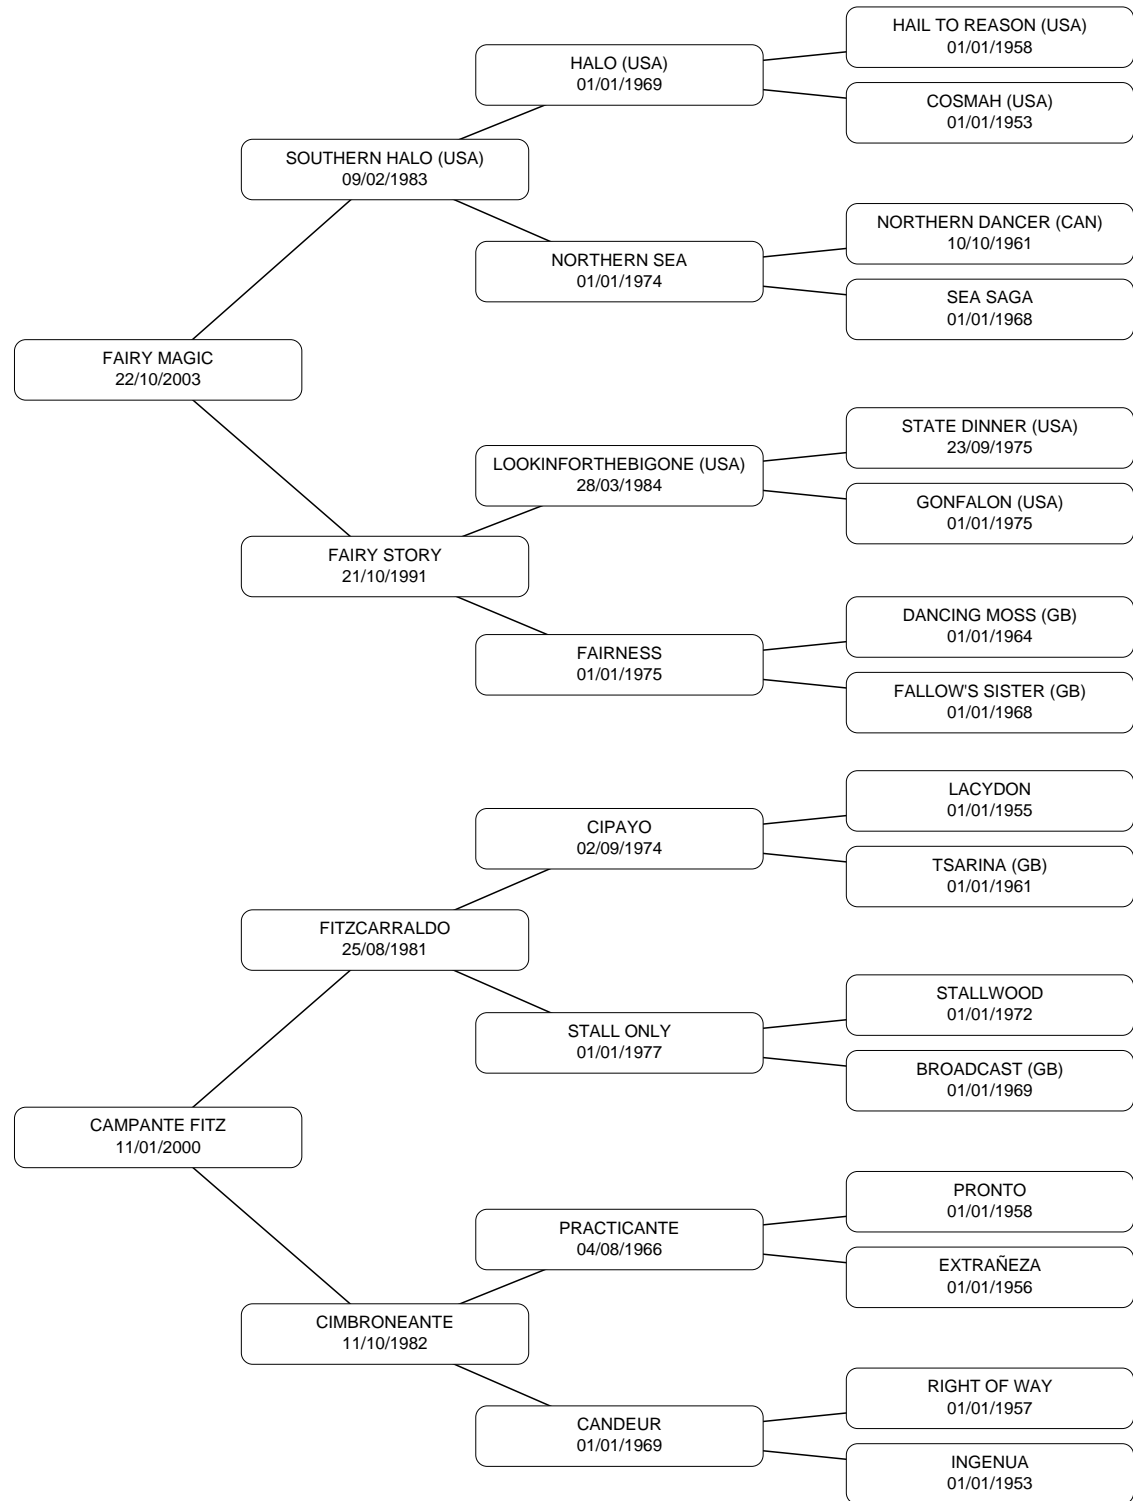 HAIL TO REASON (USA)
01/01/1958
HALO (USA)
01/01/1969
COSMAH (USA)
01/01/1953
SOUTHERN HALO (USA)
09/02/1983
NORTHERN DANCER (CAN)
10/10/1961
NORTHERN SEA
01/01/1974
SEA SAGA
01/01/1968
FAIRY MAGIC
22/10/2003
STATE DINNER (USA)
23/09/1975
LOOKINFORTHEBIGONE (USA)
28/03/1984
GONFALON (USA)
01/01/1975
FAIRY STORY
21/10/1991
DANCING MOSS (GB)
01/01/1964
FAIRNESS
01/01/1975
FALLOW'S SISTER (GB)
01/01/1968
LACYDON
01/01/1955
CIPAYO
02/09/1974
TSARINA (GB)
01/01/1961
FITZCARRALDO
25/08/1981
STALLWOOD
01/01/1972
STALL ONLY
01/01/1977
BROADCAST (GB)
01/01/1969
CAMPANTE FITZ
11/01/2000
PRONTO
01/01/1958
PRACTICANTE
04/08/1966
EXTRAÑEZA
01/01/1956
CIMBRONEANTE
11/10/1982
RIGHT OF WAY
01/01/1957
CANDEUR
01/01/1969
INGENUA
01/01/1953